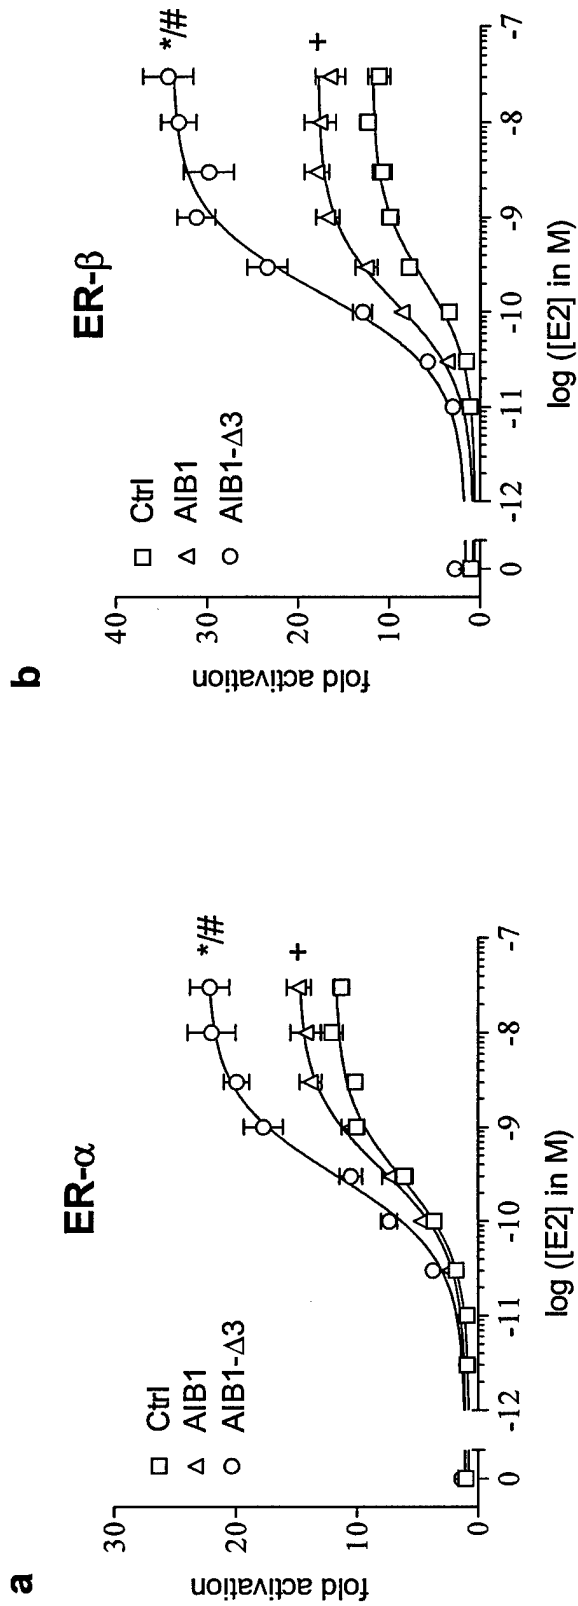 a
ER-α
fold activation
30
20
10
0
Ctrl
AIB1
AIB1-Δ3
*/#
+
0
-12
-11
-10
-9
-8
-7
log ([E2] in M)
b
ER-β
fold activation
40
30
20
10
0
Ctrl
AIB1
AIB1-Δ3
*/#
+
0
-12
-11
-10
-9
-8
-7
log ([E2] in M)